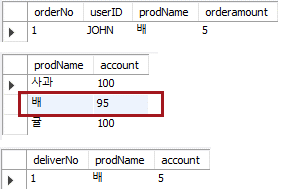 orderNo userID prodName orderamount
1 JOHN 배 5
prodName account
사과 100
배 95
귤 100
deliverNo prodName account
1 배 5